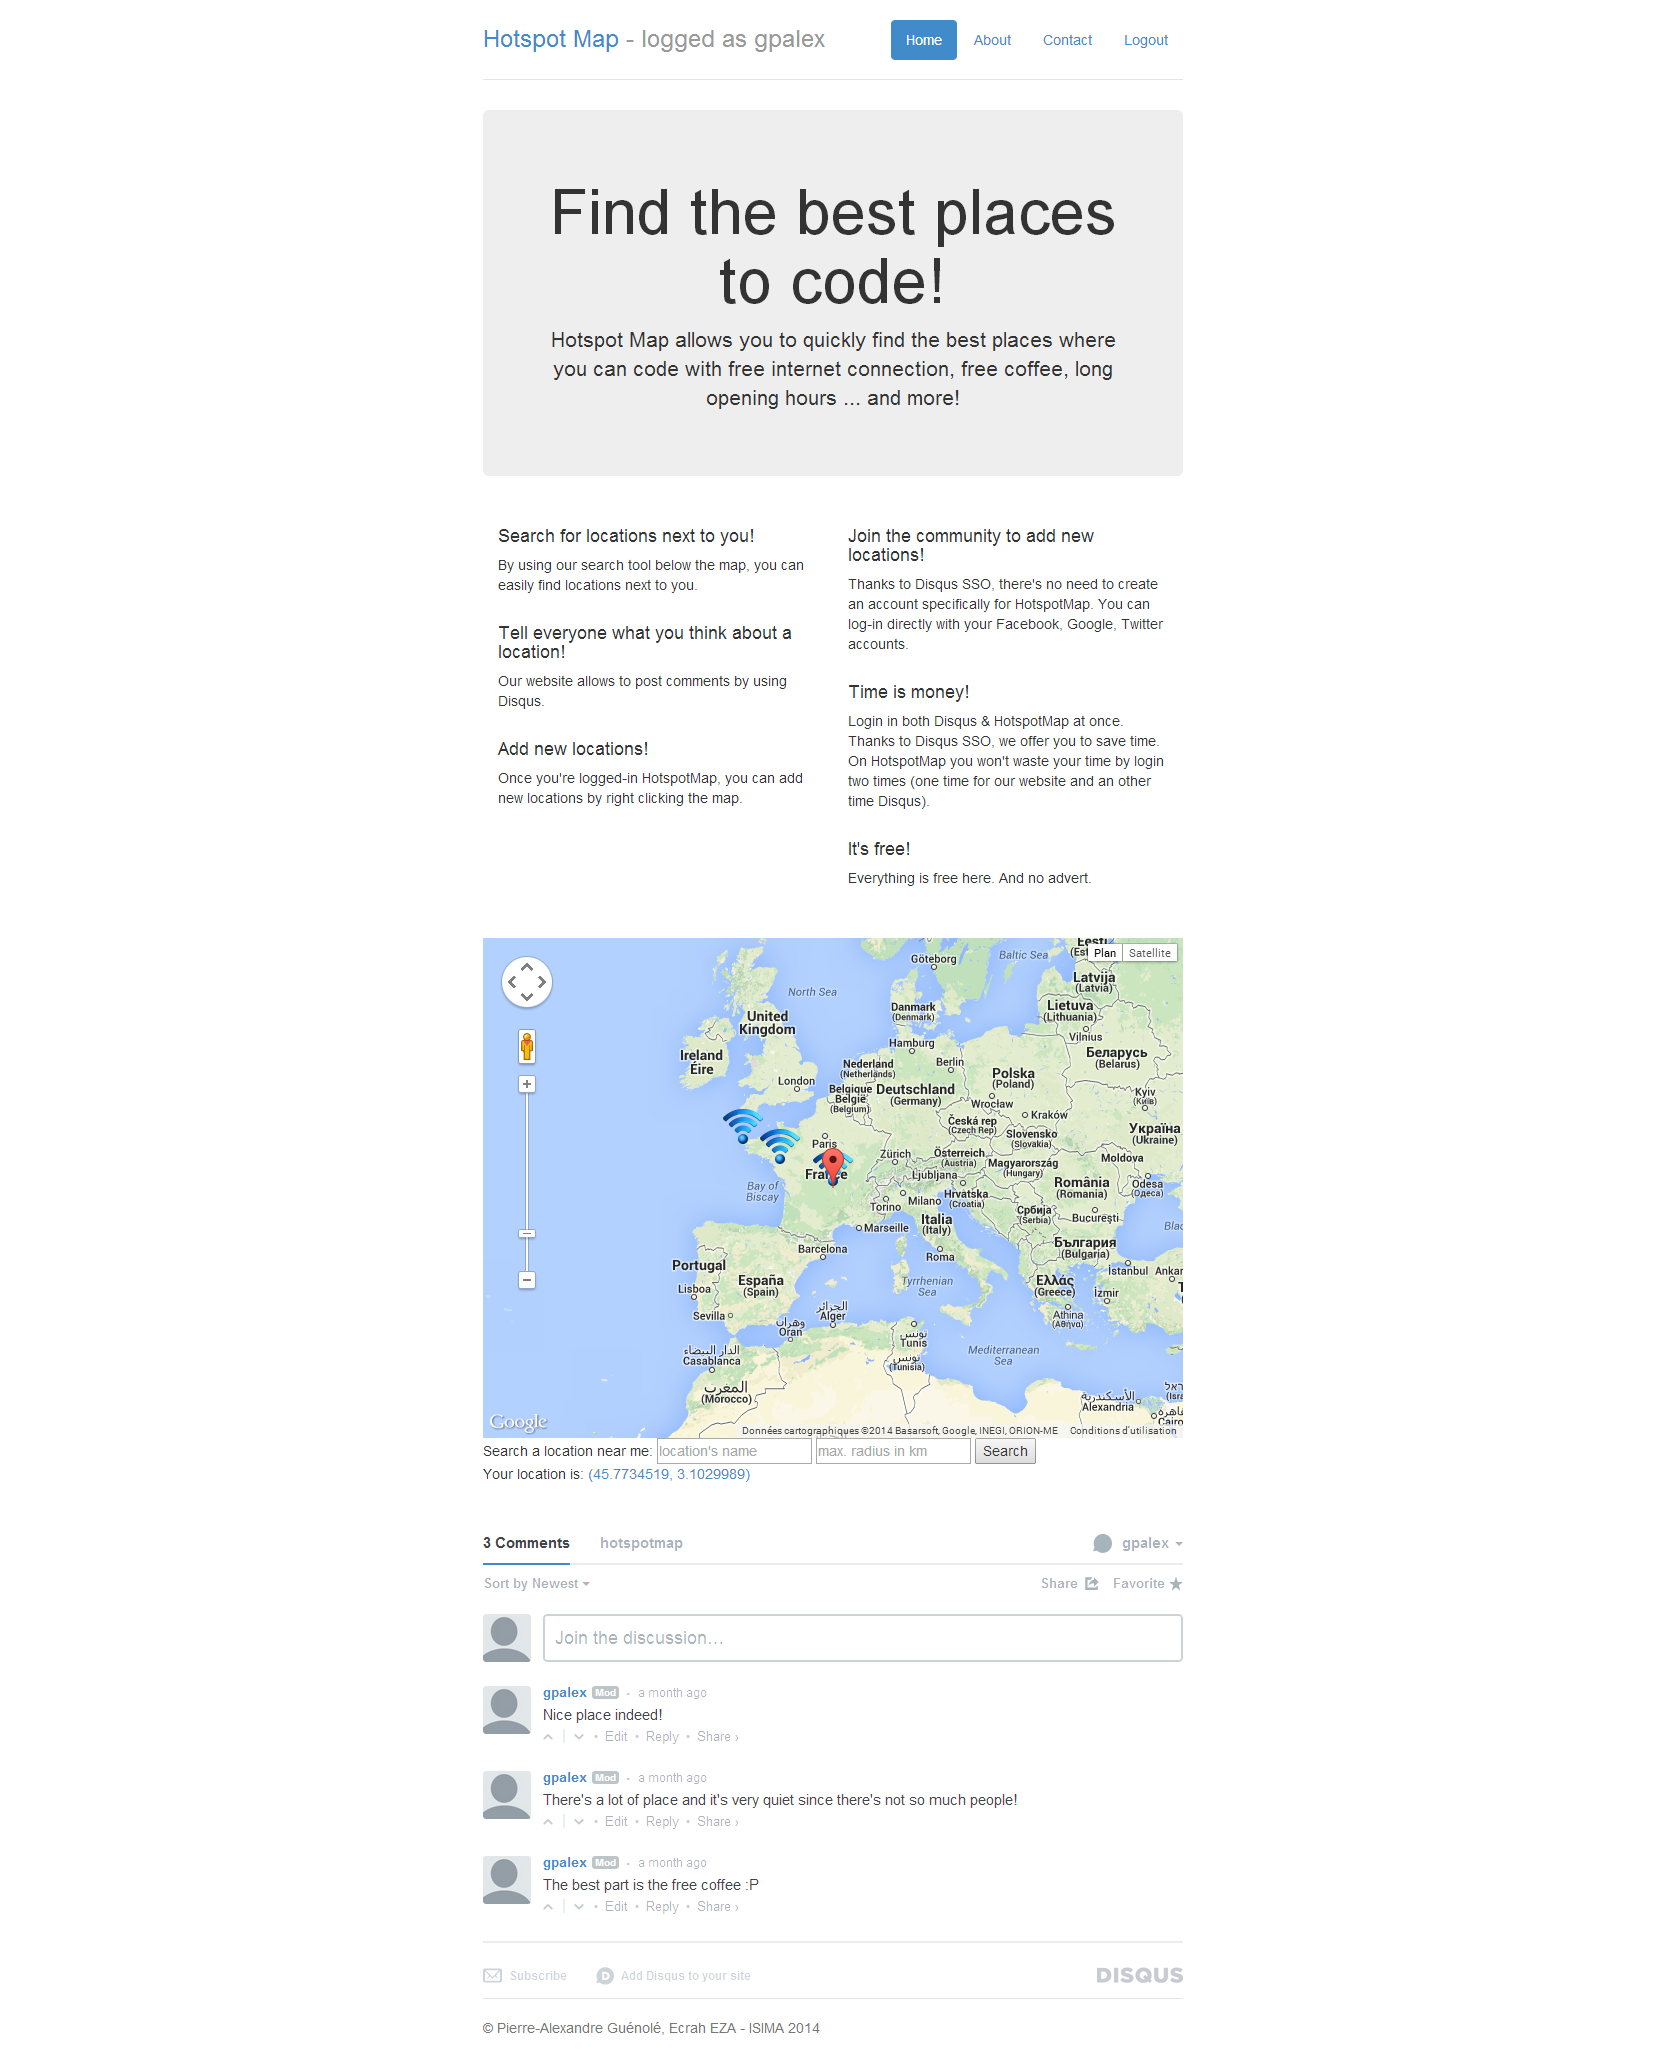 Hotspot Map - logged as gpalex
Home
About
Contact
Logout
Find the best places
to code!
Hotspot Map allows you to quickly find the best places where
you can code with free internet connection, free coffee, long
opening hours ... and more!
Search for locations next to you!
By using our search tool below the map, you can
easily find locations next to you.
Tell everyone what you think about a
location!
Our website allows to post comments by using
Disqus.
Add new locations!
Once you're logged-in HotspotMap, you can add
new locations by right clicking the map.
Join the community to add new
locations!
Thanks to Disqus SSO, there's no need to create
an account specifically for HotspotMap. You can
log-in directly with your Facebook, Google, Twitter
accounts.
Time is money!
Login in both Disqus & HotspotMap at once.
Thanks to Disqus SSO, we offer you to save time.
On HotspotMap you won't waste your time by login
two times (one time for our website and an other
time Disqus).
It's free!
Everything is free here. And no advert.
Eesti
Plan
Satellite
Göteborg
Baltic Sea
Latvija
(Latvia)
North Sea
Danmark
(Denmark)
Lietuva
(Lithuania)
United
Kingdom
Vilnius
Hamburg
Ireland
Éire
Беларусь
(Belarus)
Nederland
(Netherlands)
Berlin
Polska
(Poland)
London
Belgique
België
(Belgium)
Deutschland
(Germany)
Wrocław
Kyiv
(Київ)
Kraków
Česká rep
(Czech Rep)
Україна
(Ukraine)
Slovensko
(Slovakia)
Paris
Zürich
Österreich
(Austria)
Magyarország
(Hungary)
Moldova
France
Ljubljana
Bay of
Biscay
România
(Romania)
Odesa
(Одеса)
Milano
Torino
Hrvatska
(Croatia)
Србија
(Serbia)
București
Marseille
Italia
(Italy)
България
(Bulgaria)
Barcelona
Roma
Portugal
España
(Spain)
İstanbul
Ankar
Lisboa
Tyrrhenian
Sea
Ελλάς
(Greece)
İzmir
Sevilla
الجزائر
Alger
Athina
(Αθήνα)
وهران
Oran
تونس
Tunis
الدار البيضاء
Casablanca
تونس
(Tunisia)
Mediterranean
Sea
المغرب
(Morocco)
الأسكندرية
Alexandria
القاهرة
Cairo
Google
Données cartographiques ©2014 Basarsoft, Google, INEGI, ORION-ME
Conditions d'utilisation
Search a location near me: location's name max. radius in km Search
Your location is: (45.7734519, 3.1029989)
3 Comments
hotspotmap
gpalex
Sort by Newest
Share
Favorite
Join the discussion…
gpalex Mod · a month ago
Nice place indeed!
• Edit • Reply • Share ›
gpalex Mod · a month ago
There's a lot of place and it's very quiet since there's not so much people!
• Edit • Reply • Share ›
gpalex Mod · a month ago
The best part is the free coffee :P
• Edit • Reply • Share ›
Subscribe
D Add Disqus to your site
DISQUS
© Pierre-Alexandre Guénolé, Ecrah EZA - ISIMA 2014